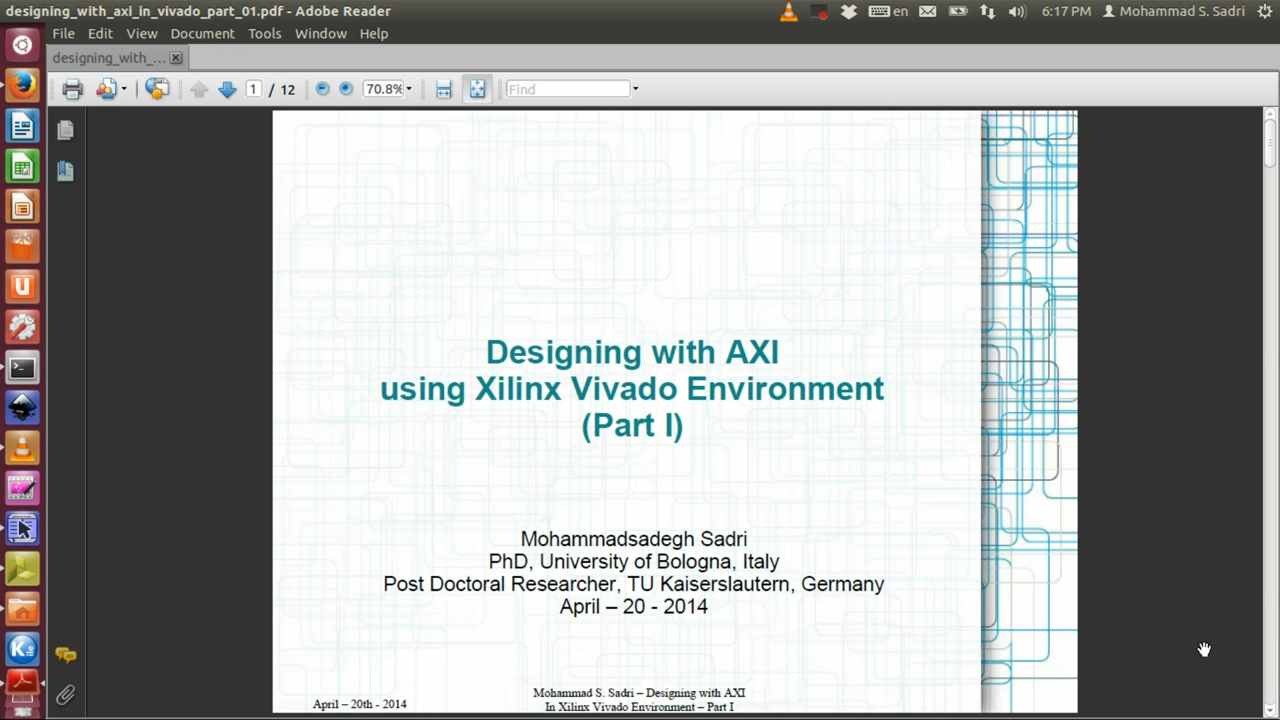 designing_with_axi_in_vivado_part_01.pdf - Adobe Reader
en
6:17 PM
Mohammad S. Sadri
File Edit View Document Tools Window Help
designing_with_...
1 / 12
70.8%
Find
Designing with AXI
using Xilinx Vivado Environment
(Part I)
Mohammadsadegh Sadri
PhD, University of Bologna, Italy
Post Doctoral Researcher, TU Kaiserslautern, Germany
April – 20 - 2014
April – 20th - 2014
Mohammad S. Sadri – Designing with AXI
In Xilinx Vivado Environment – Part I